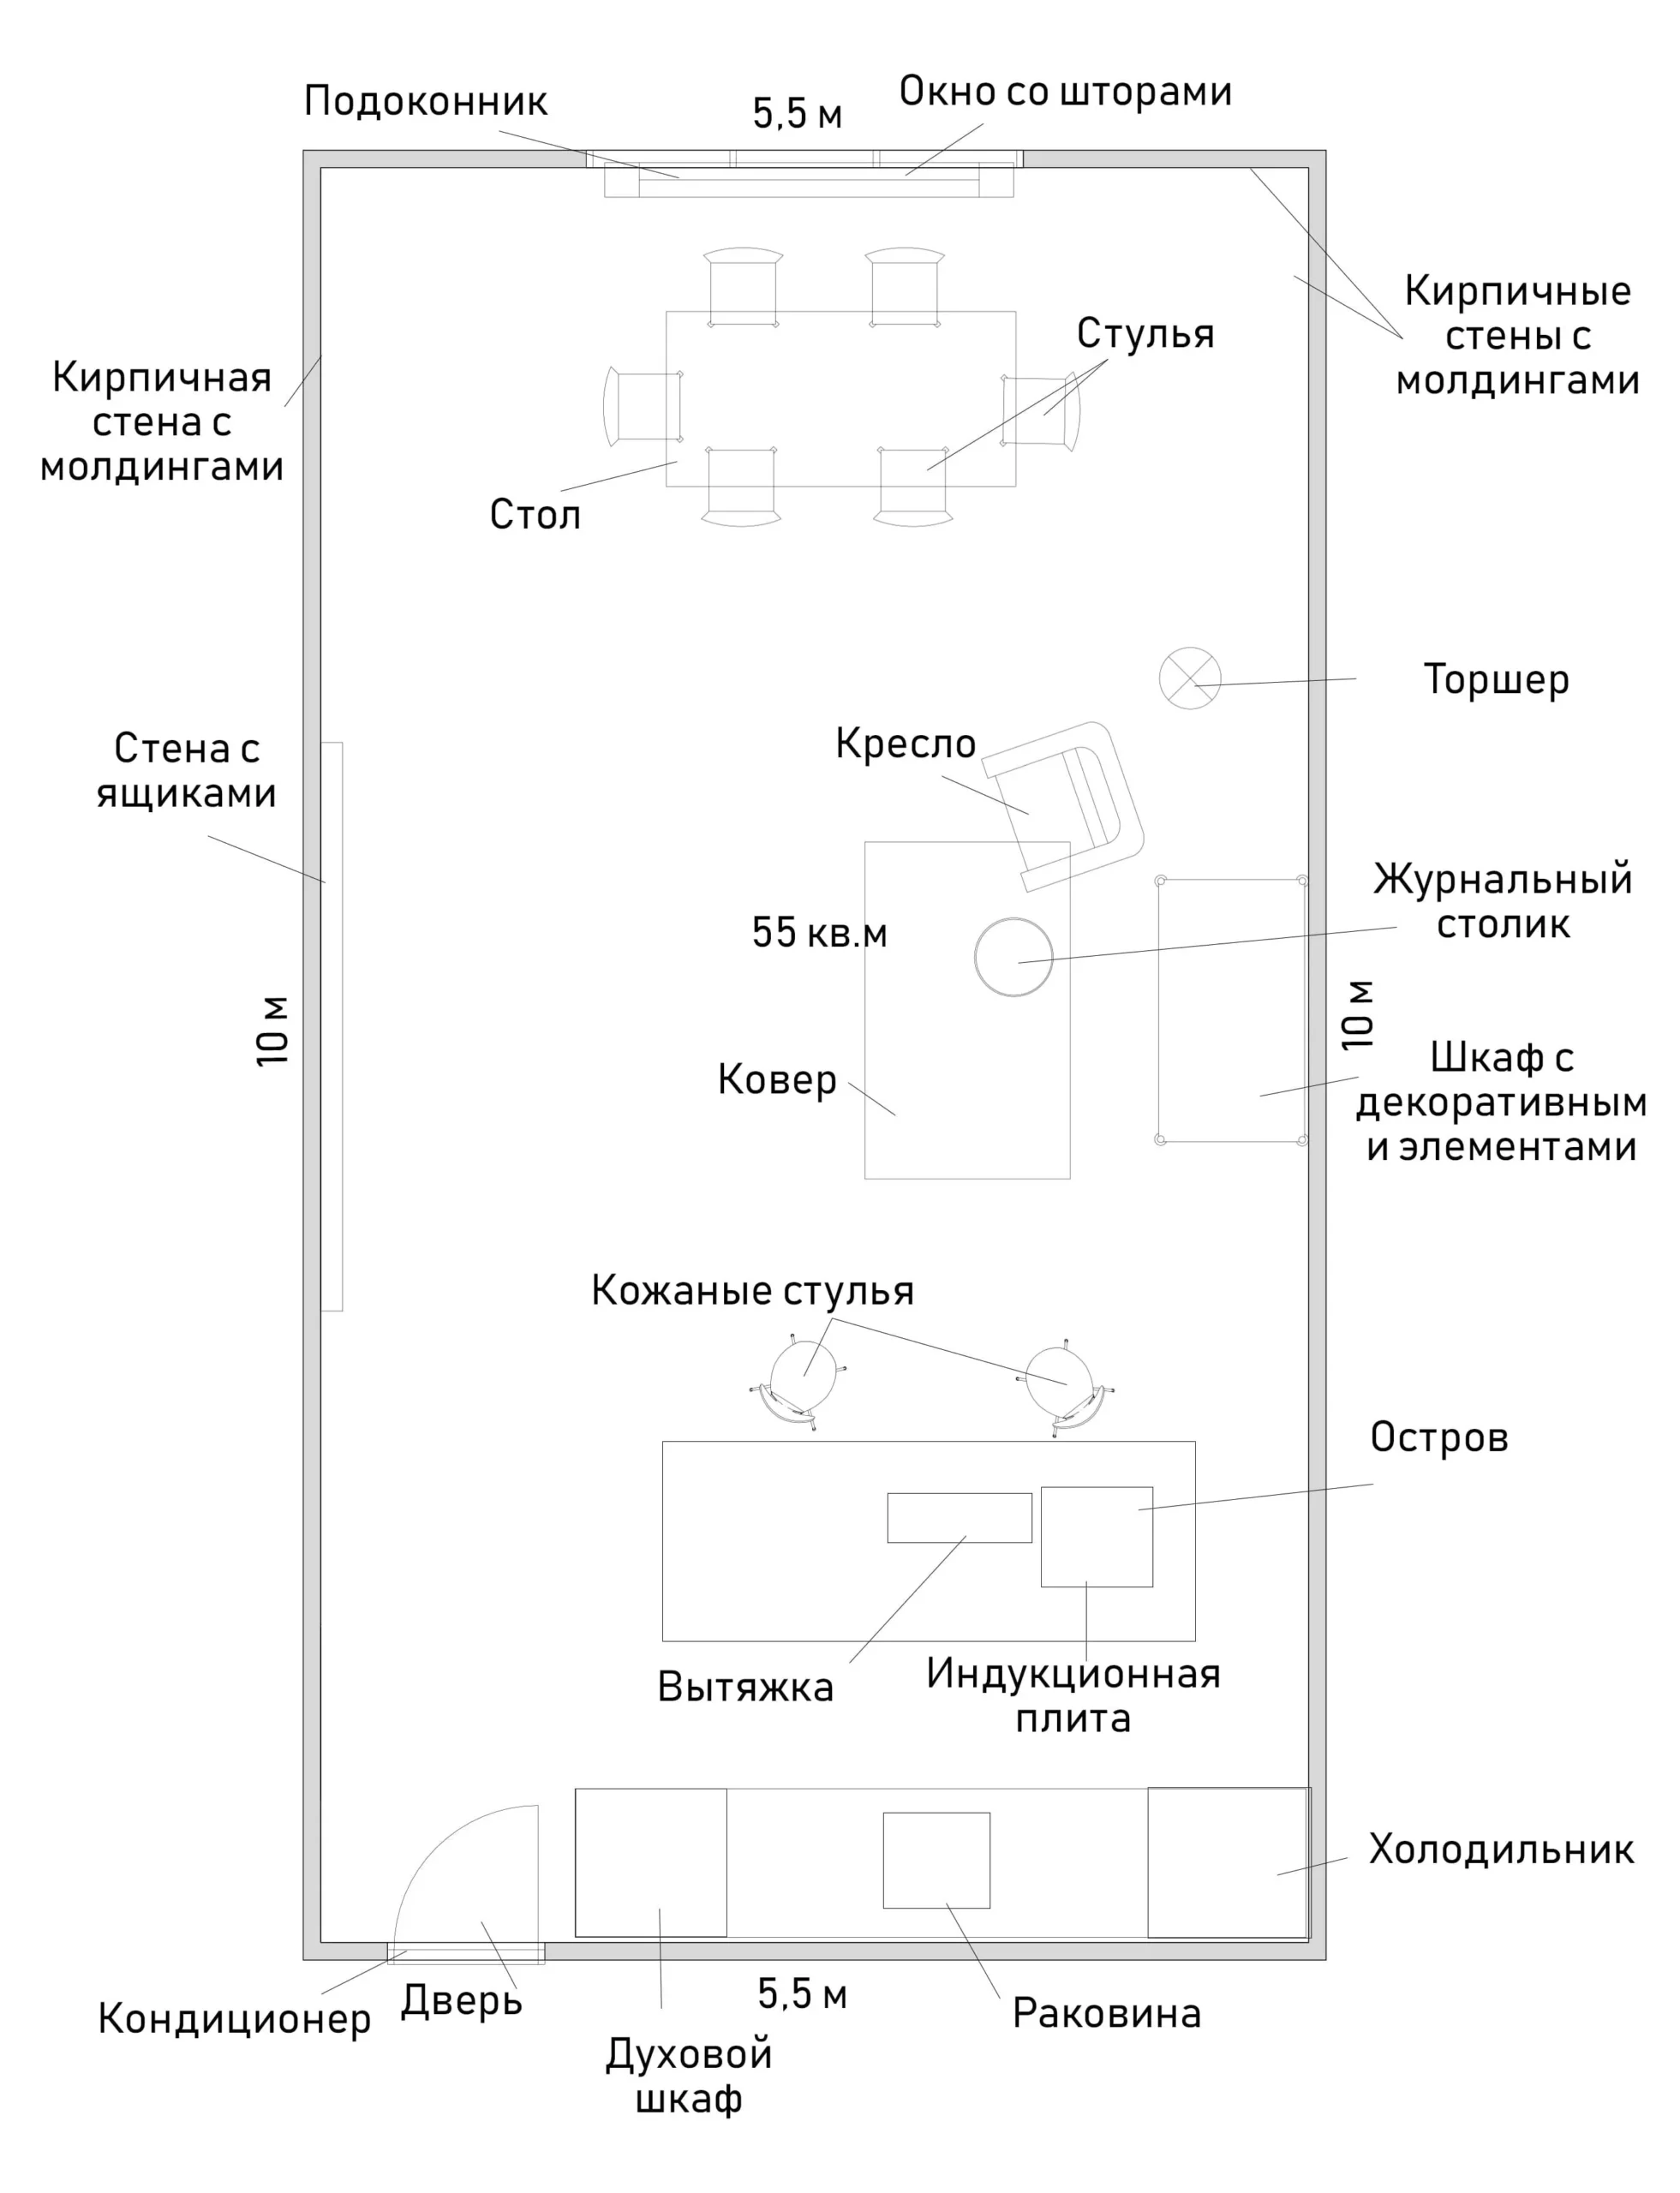 Подоконник
5,5 м
Окно со шторами
Кирпичные
стены с
молдингами
Стулья
Кирпичная
стена с
молдингами
Стол
Торшер
Кресло
Стена с
ящиками
Журнальный
столик
55 кв.м
10 м
10 м
Ковер
Шкаф с
декоративным
и элементами
Кожаные стулья
Остров
Вытяжка
Индукционная
плита
Холодильник
Кондиционер
Дверь
5,5 м
Раковина
Духовой
шкаф